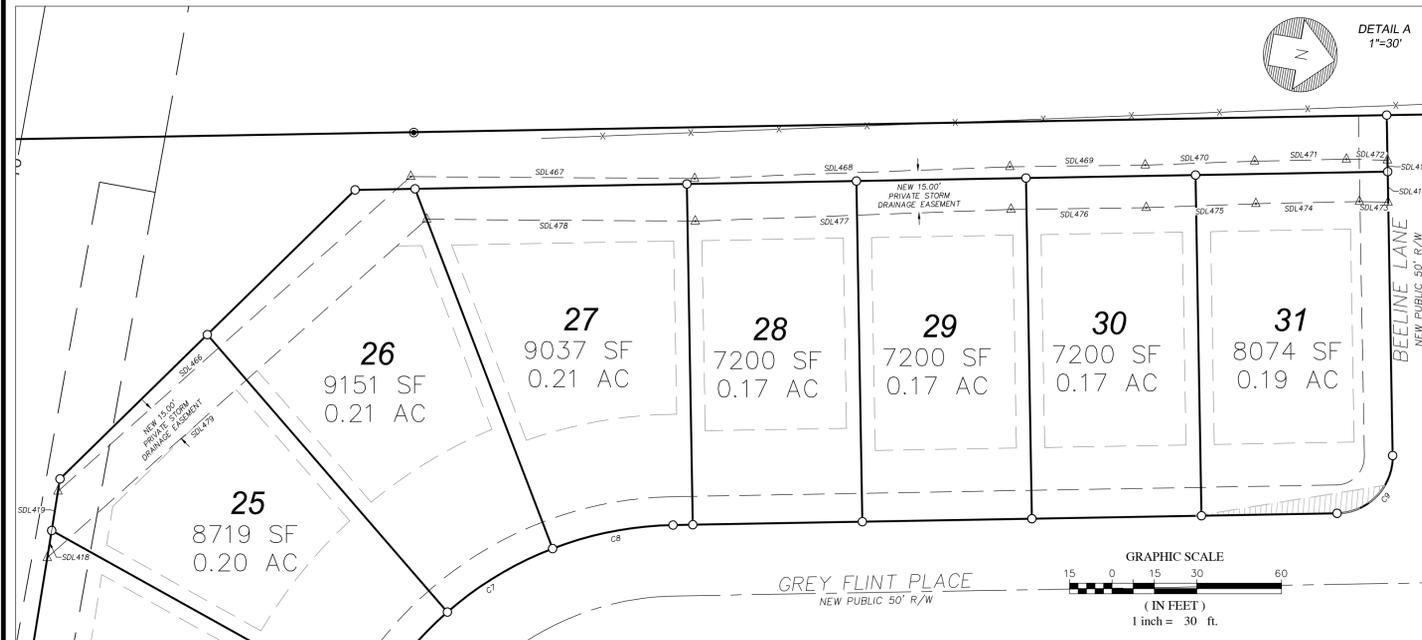 DETAIL A
1"=30'
N
SDL467
SDL468
SDL469
SDL470
SDL471
SDL472
NEW 15.00'
PRIVATE STORM
DRAINAGE EASEMENT
SDL478
SDL477
SDL476
SDL475
SDL474
SDL473
SDL466
NEW 15.00'
PRIVATE STORM
DRAINAGE EASEMENT
SDL479
SDL419
SDL418
25
8719 SF
0.20 AC
26
9151 SF
0.21 AC
27
9037 SF
0.21 AC
28
7200 SF
0.17 AC
29
7200 SF
0.17 AC
30
7200 SF
0.17 AC
31
8074 SF
0.19 AC
BEELINE LANE
NEW PUBLIC 50' R/W
C7
C8
C9
GREY FLINT PLACE
NEW PUBLIC 50' R/W
GRAPHIC SCALE
15 0 15 30 60
( IN FEET )
1 inch = 30 ft.